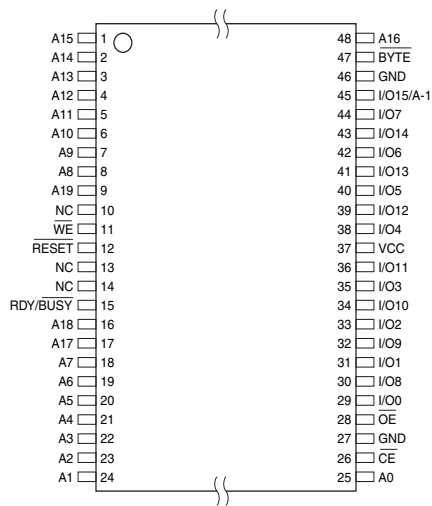 A15 1 48 A16
A14 2 47 BYTE
A13 3 46 GND
A12 4 45 I/O15/A-1
A11 5 44 I/O7
A10 6 43 I/O14
A9 7 42 I/O6
A8 8 41 I/O13
A19 9 40 I/O5
NC 10 39 I/O12
WE 11 38 I/O4
RESET 12 37 VCC
NC 13 36 I/O11
NC 14 35 I/O3
RDY/BUSY 15 34 I/O10
A18 16 33 I/O2
A17 17 32 I/O9
A7 18 31 I/O1
A6 19 30 I/O8
A5 20 29 I/O0
A4 21 28 OE
A3 22 27 GND
A2 23 26 CE
A1 24 25 A0